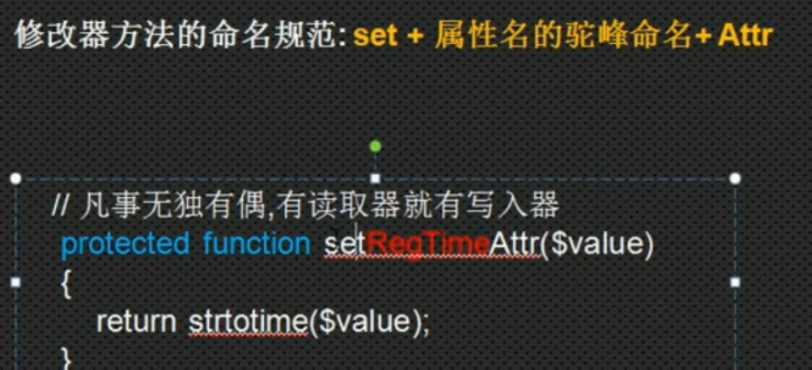 修改器方法的命名规范: set + 属性名的驼峰命名+ Attr
// 凡事无独有偶,有读取器就有写入器
protected function setRegTimeAttr($value)
{
return strtotime($value);
}